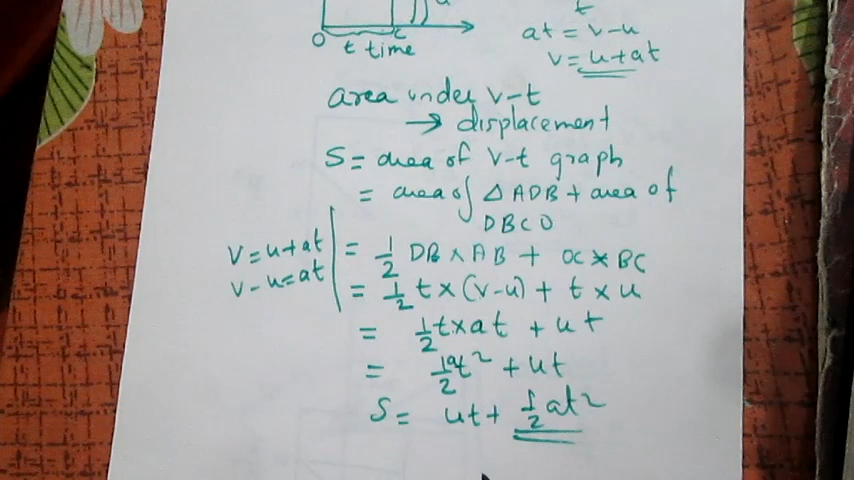 t
at = v-u
O t time c
v = u+at
area under v-t
→ displacement
S = area of v-t graph
= area of △ ADB + area of
DBCO
v = u+at
v-u = at
= 1/2 DB × AB + OC × BC
= 1/2 t × (v-u) + t × u
= 1/2 t × at + ut
= 1/2 at² + ut
S = ut + 1/2 at²